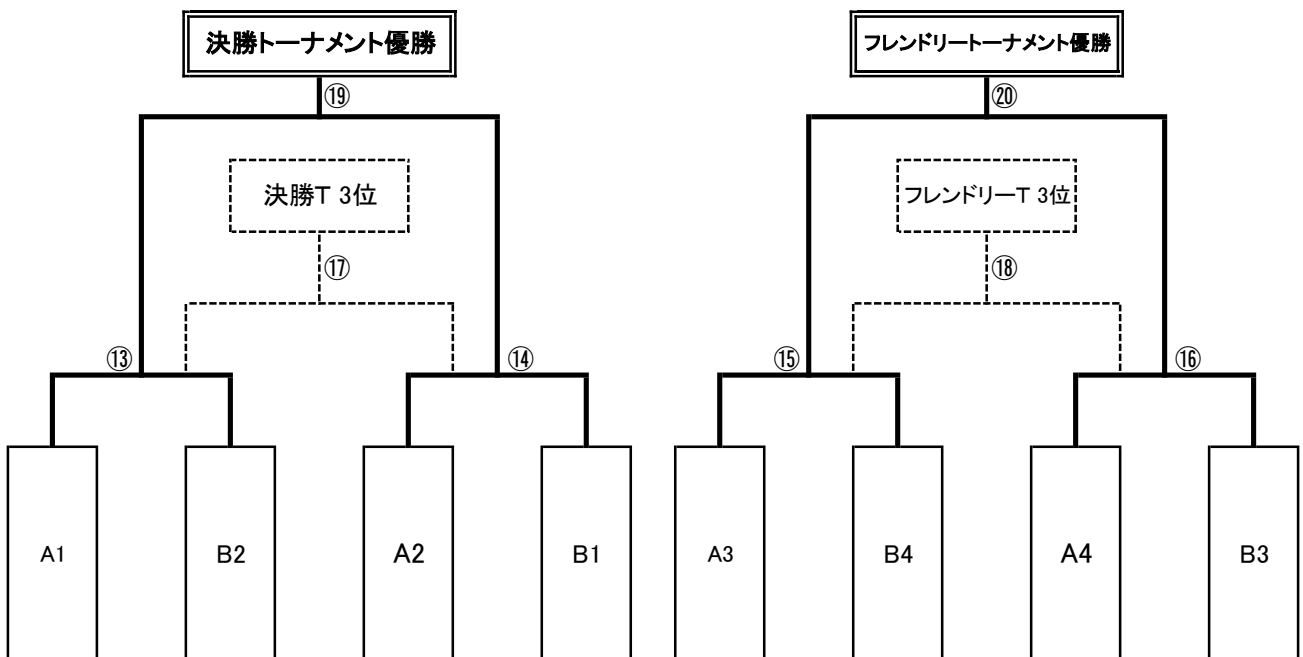 決勝トーナメント優勝
⑲
決勝T 3位
⑰
⑬
⑭
A1
B2
A2
B1
フレンドリートーナメント優勝
⑳
フレンドリーT 3位
⑱
⑮
⑯
A3
B4
A4
B3